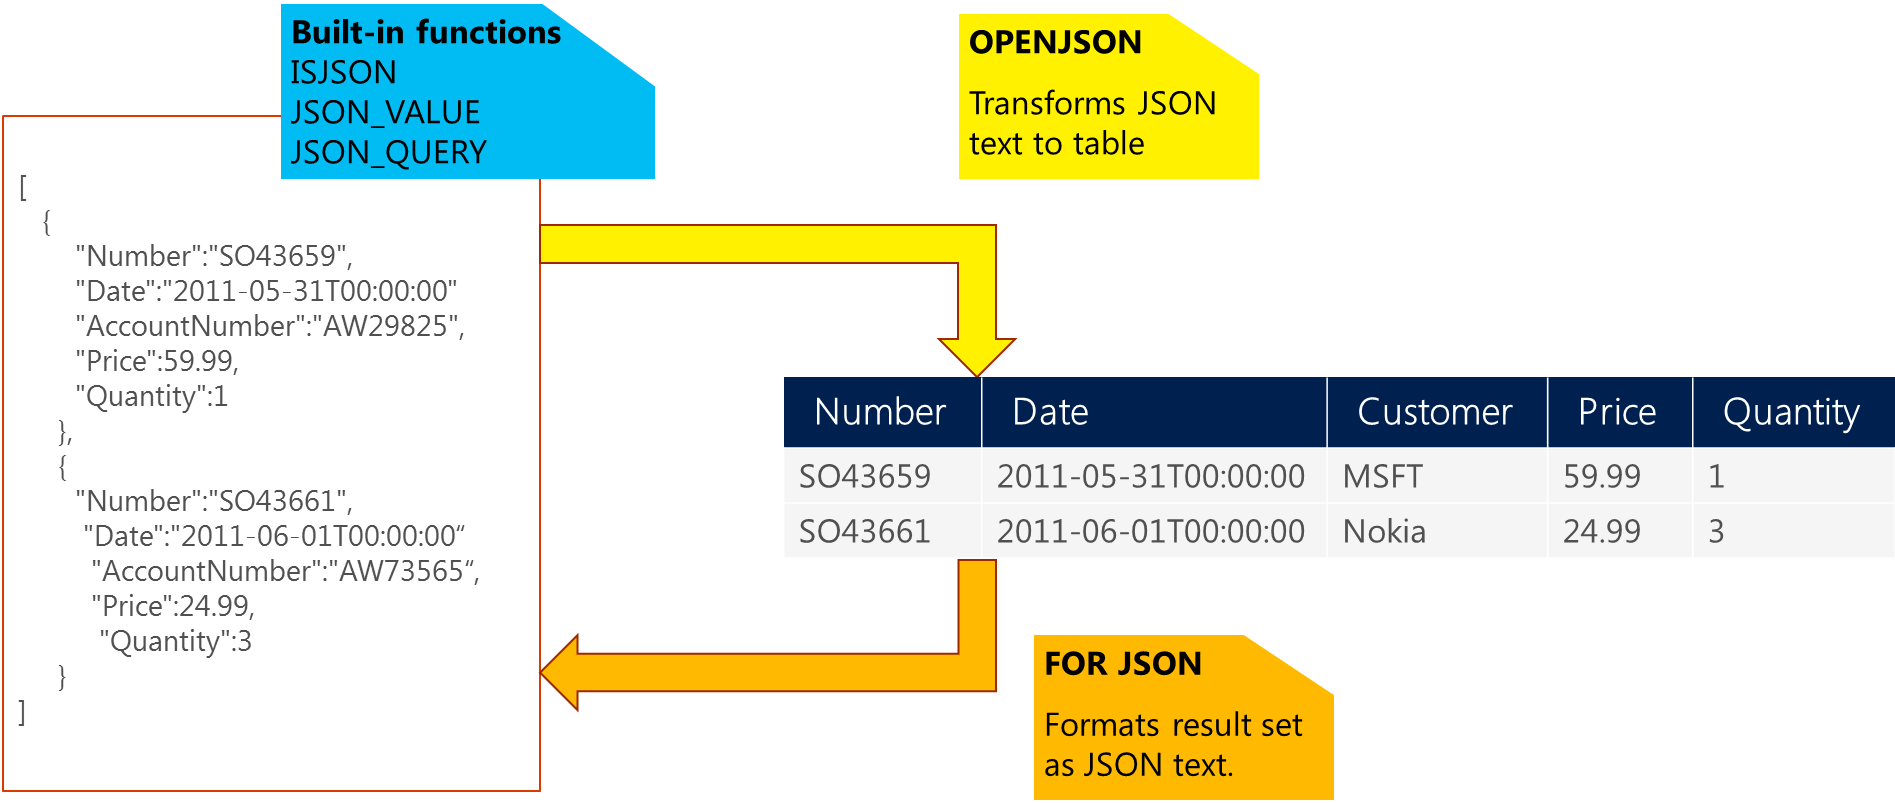 Built-in functions
ISJSON
JSON_VALUE
JSON_QUERY
[
{
"Number":"SO43659",
"Date":"2011-05-31T00:00:00"
"AccountNumber":"AW29825",
"Price":59.99,
"Quantity":1
},
{
"Number":"SO43661",
"Date":"2011-06-01T00:00:00“
"AccountNumber":"AW73565“,
"Price":24.99,
"Quantity":3
}
]
OPENJSON
Transforms JSON
text to table
Number Date Customer Price Quantity
SO43659 2011-05-31T00:00:00 MSFT 59.99 1
SO43661 2011-06-01T00:00:00 Nokia 24.99 3
FOR JSON
Formats result set
as JSON text.